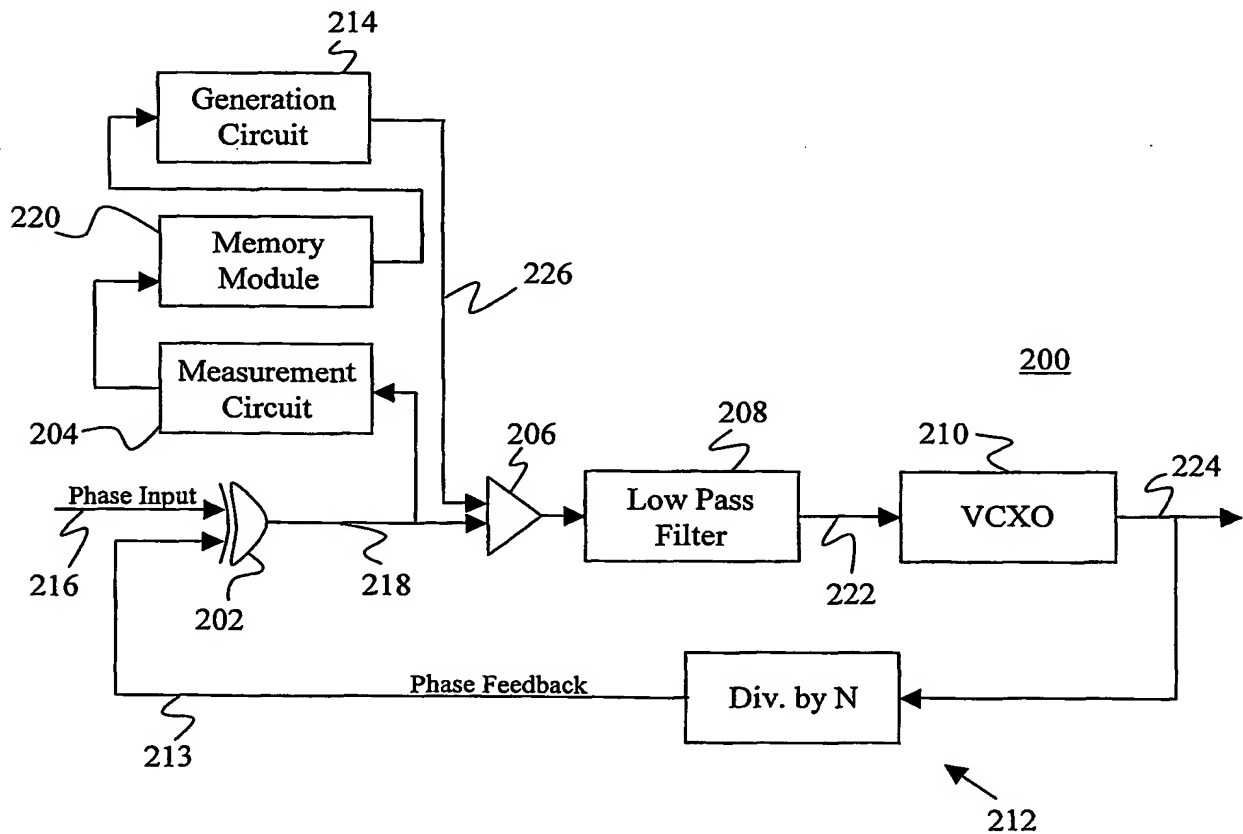 214
Generation
Circuit
220
Memory
Module
226
200
Measurement
Circuit
204
206
208
210
224
Phase Input
Low Pass
Filter
VCXO
216
202
218
222
Phase Feedback
Div. by N
213
212